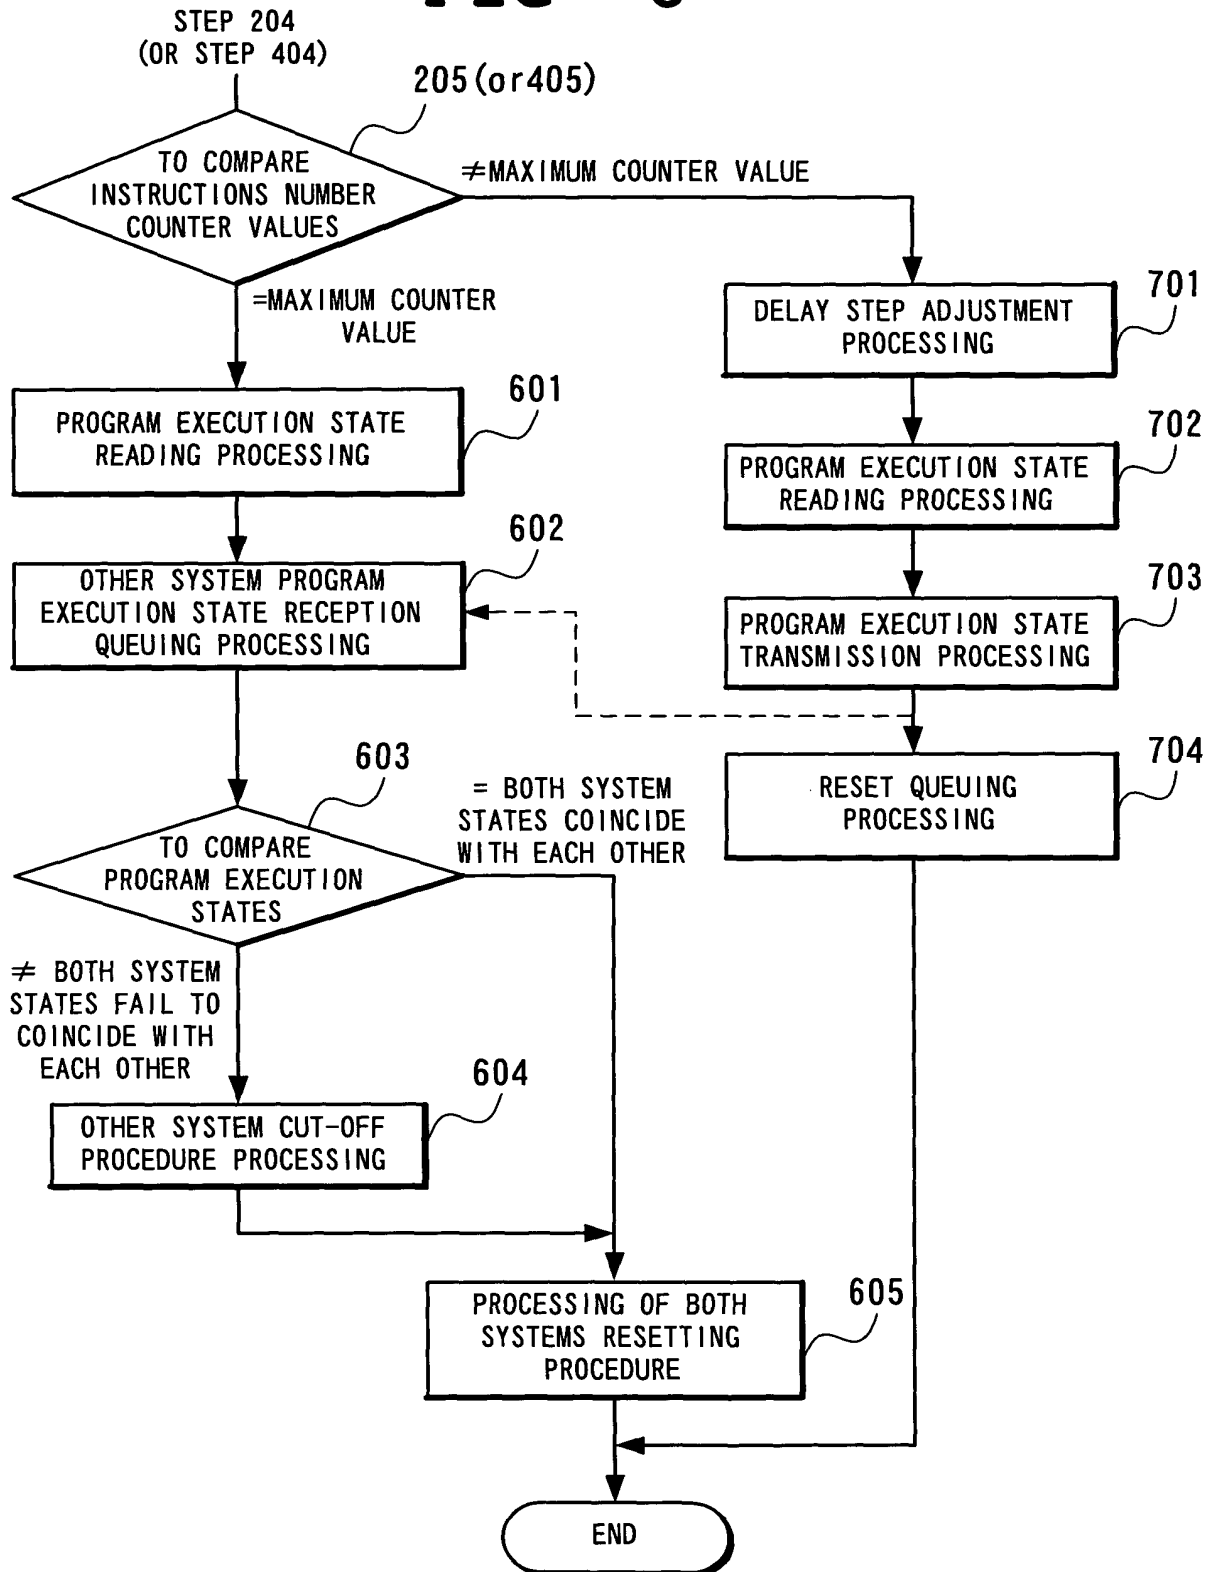 STEP 204
(OR STEP 404)
205(or405)
TO COMPARE
INSTRUCTIONS NUMBER
COUNTER VALUES
≠MAXIMUM COUNTER VALUE
=MAXIMUM COUNTER
VALUE
701
DELAY STEP ADJUSTMENT
PROCESSING
601
PROGRAM EXECUTION STATE
READING PROCESSING
702
PROGRAM EXECUTION STATE
READING PROCESSING
602
OTHER SYSTEM PROGRAM
EXECUTION STATE RECEPTION
QUEUING PROCESSING
703
PROGRAM EXECUTION STATE
TRANSMISSION PROCESSING
704
RESET QUEUING
PROCESSING
603
TO COMPARE
PROGRAM EXECUTION
STATES
= BOTH SYSTEM
STATES COINCIDE
WITH EACH OTHER
≠ BOTH SYSTEM
STATES FAIL TO
COINCIDE WITH
EACH OTHER
604
OTHER SYSTEM CUT-OFF
PROCEDURE PROCESSING
605
PROCESSING OF BOTH
SYSTEMS RESETTING
PROCEDURE
END